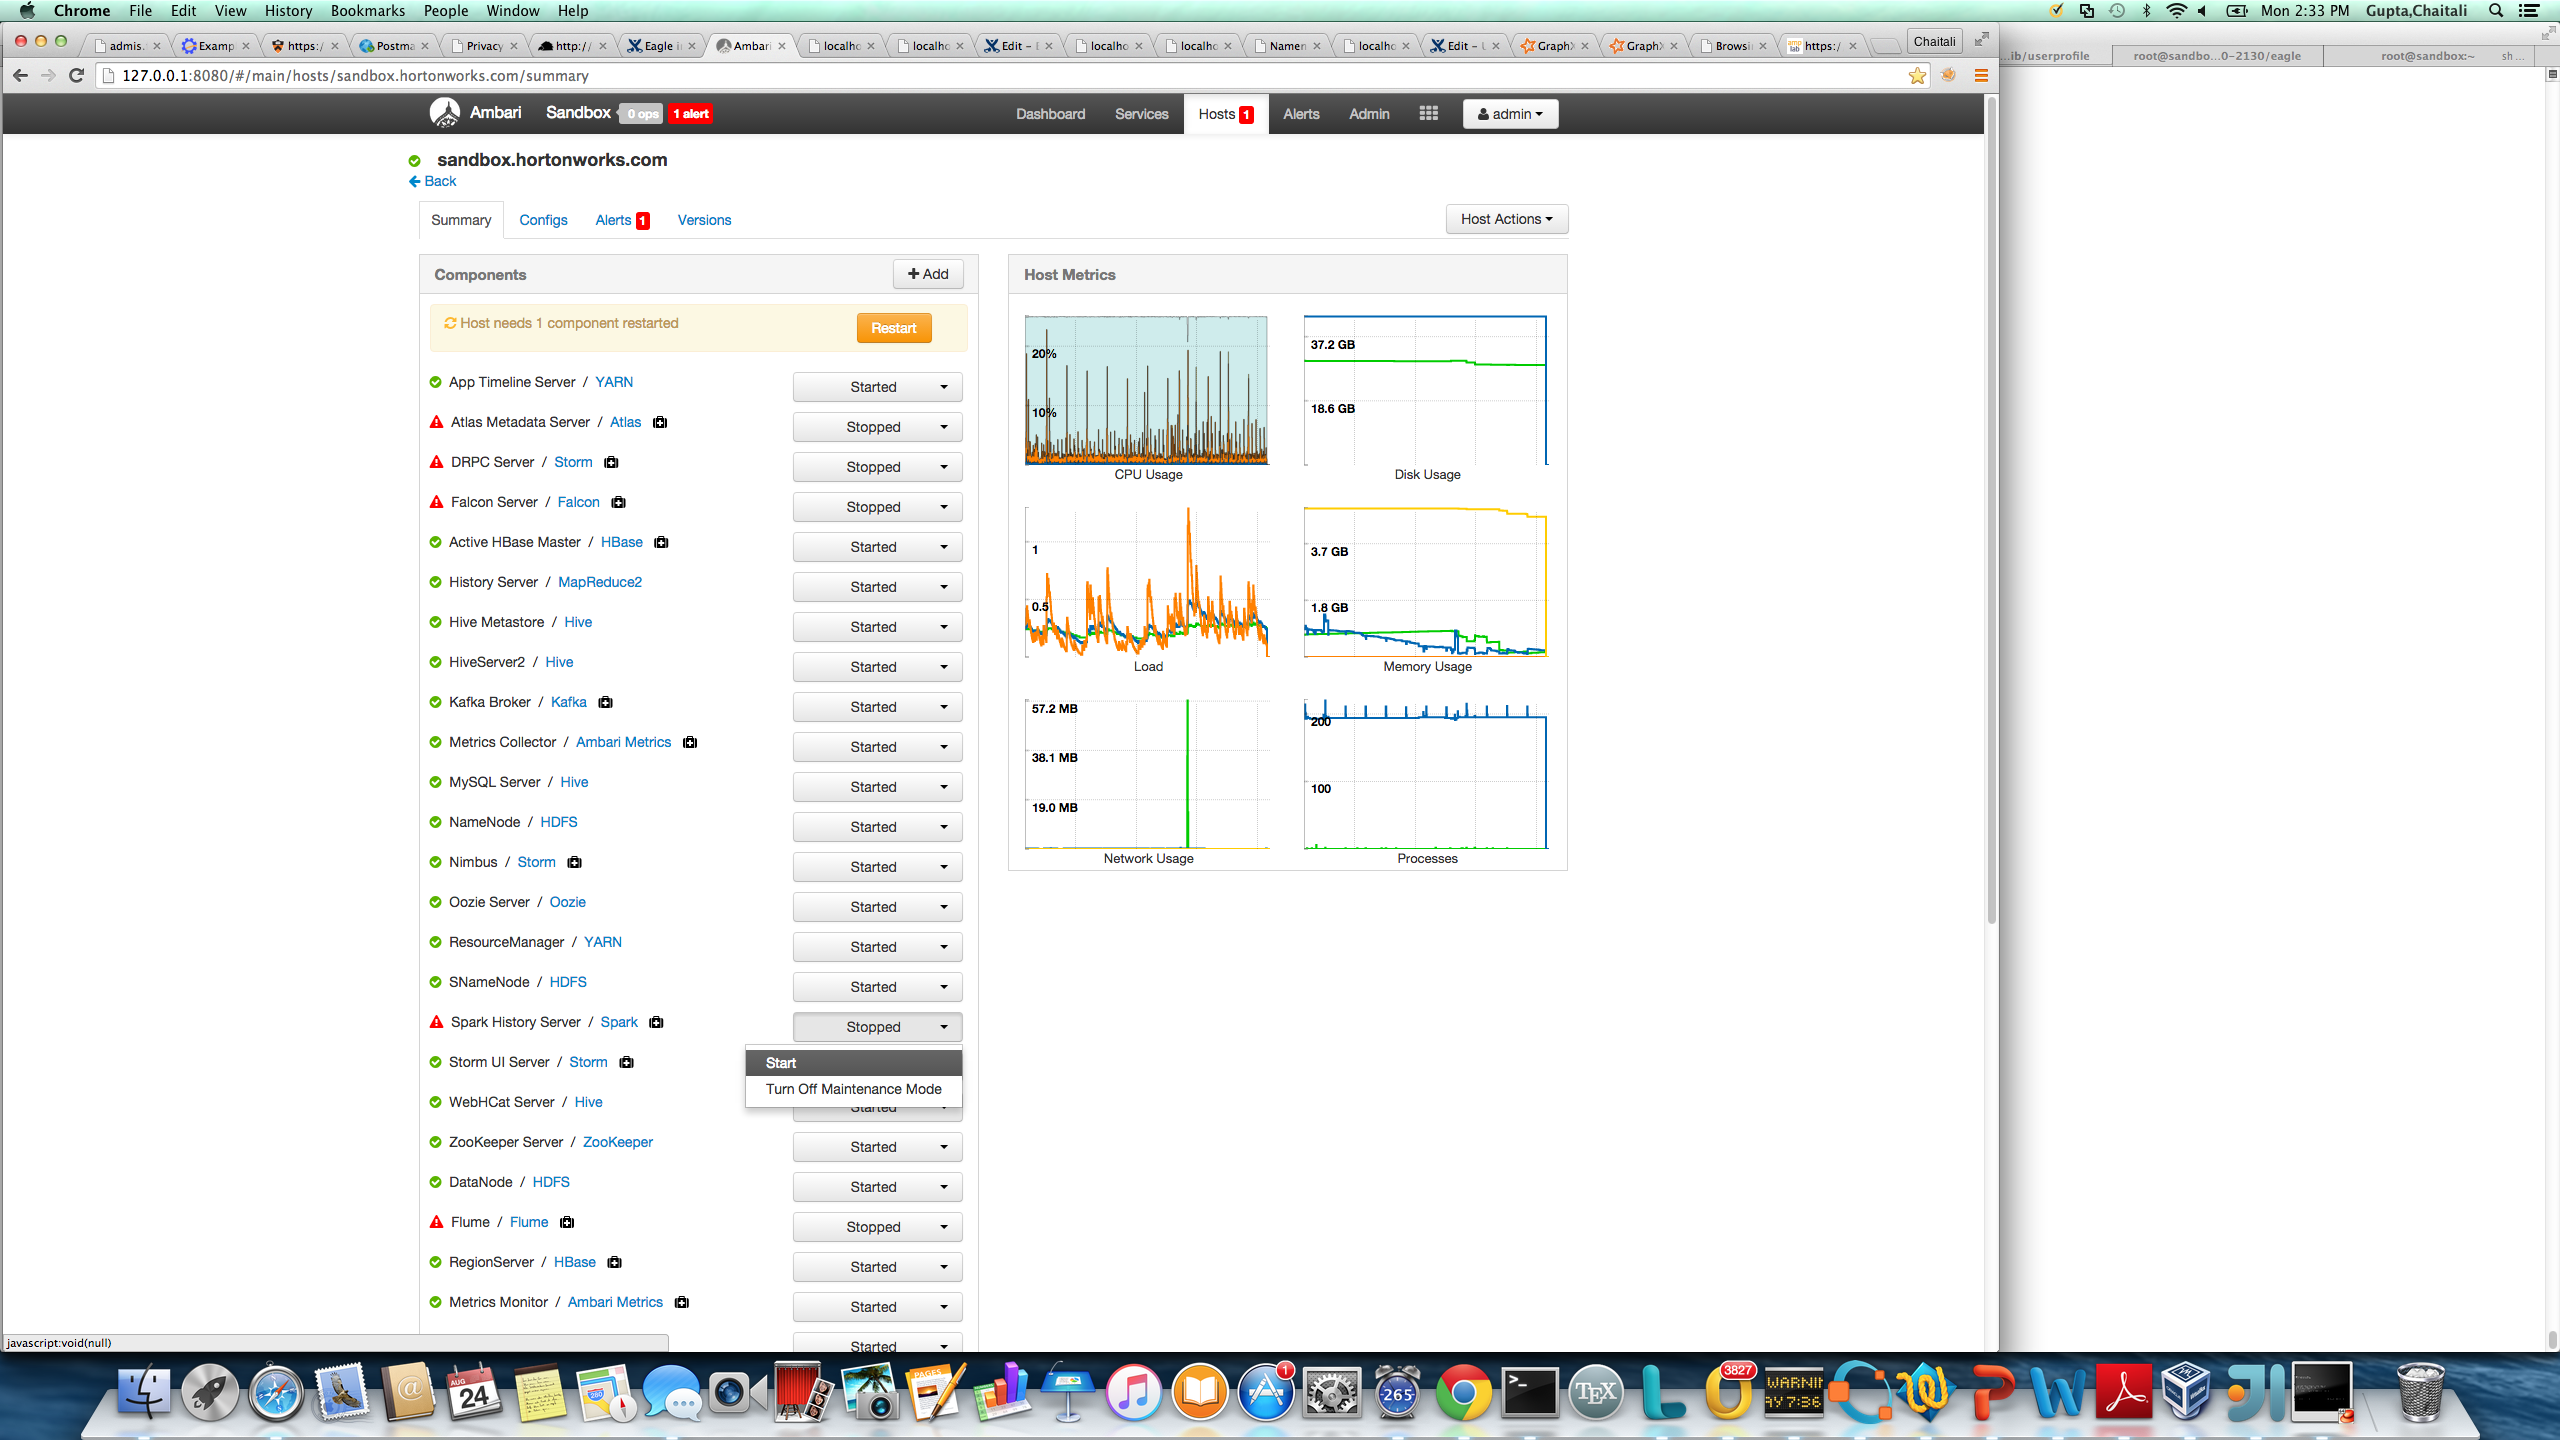 Chrome File Edit View History Bookmarks People Window Help Mon 2:33 PM Gupta,Chaitali
admis. Examp https:/ Postma Privacy http:/ Eagle i Ambari localho localho Edit – localho localho Namen localho Edit – GraphX GraphX Browsi https:/ Chaitali
127.0.0.1:8080/#/main/hosts/sandbox.hortonworks.com/summary
...ib/userprofile root@sandbo...0-2130/eagle root@sandbox:~ sh ...
Ambari Sandbox 0 ops 1 alert Dashboard Services Hosts 1 Alerts Admin admin
sandbox.hortonworks.com
Back
Summary Configs Alerts 1 Versions Host Actions
Components Add
Host needs 1 component restarted Restart
App Timeline Server / YARN Started
Atlas Metadata Server / Atlas Stopped
DRPC Server / Storm Stopped
Falcon Server / Falcon Stopped
Active HBase Master / HBase Started
History Server / MapReduce2 Started
Hive Metastore / Hive Started
HiveServer2 / Hive Started
Kafka Broker / Kafka Started
Metrics Collector / Ambari Metrics Started
MySQL Server / Hive Started
NameNode / HDFS Started
Nimbus / Storm Started
Oozie Server / Oozie Started
ResourceManager / YARN Started
SNameNode / HDFS Started
Spark History Server / Spark Stopped
Start
Storm UI Server / Storm
Turn Off Maintenance Mode
WebHCat Server / Hive Started
ZooKeeper Server / ZooKeeper Started
DataNode / HDFS Started
Flume / Flume Stopped
RegionServer / HBase Started
Metrics Monitor / Ambari Metrics Started
Started
Host Metrics
20%
10%
CPU Usage
37.2 GB
18.6 GB
Disk Usage
1
0.5
Load
3.7 GB
1.8 GB
Memory Usage
57.2 MB
38.1 MB
19.0 MB
Network Usage
200
100
Processes
javascript:void(null)
AUG
24
280
PAGES
1
265
TEX
3827
WARNIN
AY 7:36